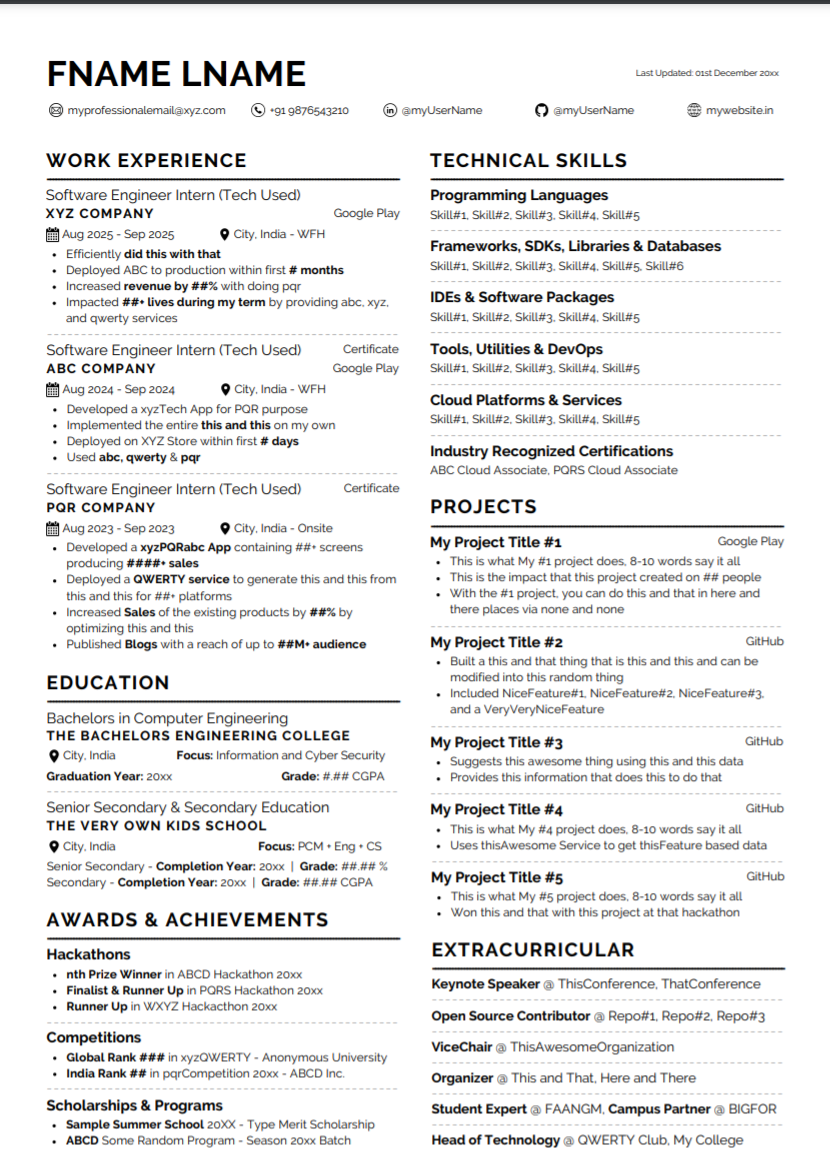 FNAME LNAME
Last Updated: 01st December 20xx
myprofessionalemail@xyz.com +91 9876543210 @myUserName @myUserName mywebsite.in
WORK EXPERIENCE
Software Engineer Intern (Tech Used)
XYZ COMPANY Google Play
Aug 2025 - Sep 2025 City, India - WFH
• Efficiently did this with that
• Deployed ABC to production within first # months
• Increased revenue by ##% with doing pqr
• Impacted ##+ lives during my term by providing abc, xyz,
and qwerty services
Software Engineer Intern (Tech Used) Certificate
ABC COMPANY Google Play
Aug 2024 - Sep 2024 City, India - WFH
• Developed a xyzTech App for PQR purpose
• Implemented the entire this and this on my own
• Deployed on XYZ Store within first # days
• Used abc, qwerty & pqr
Software Engineer Intern (Tech Used) Certificate
PQR COMPANY
Aug 2023 - Sep 2023 City, India - Onsite
• Developed a xyzPQRabc App containing ##+ screens
producing ####+ sales
• Deployed a QWERTY service to generate this and this from
this and this for ##+ platforms
• Increased Sales of the existing products by ##% by
optimizing this and this
• Published Blogs with a reach of up to ##M+ audience
EDUCATION
Bachelors in Computer Engineering
THE BACHELORS ENGINEERING COLLEGE
City, India Focus: Information and Cyber Security
Graduation Year: 20xx Grade: #.## CGPA
Senior Secondary & Secondary Education
THE VERY OWN KIDS SCHOOL
City, India Focus: PCM + Eng + CS
Senior Secondary - Completion Year: 20xx | Grade: ##.## %
Secondary - Completion Year: 20xx | Grade: ##.## CGPA
AWARDS & ACHIEVEMENTS
Hackathons
• nth Prize Winner in ABCD Hackathon 20xx
• Finalist & Runner Up in PQRS Hackathon 20xx
• Runner Up in WXYZ Hackacthon 20xx
Competitions
• Global Rank ### in xyzQWERTY - Anonymous University
• India Rank ## in pqrCompetition 20xx - ABCD Inc.
Scholarships & Programs
• Sample Summer School 20XX - Type Merit Scholarship
• ABCD Some Random Program - Season 20xx Batch
TECHNICAL SKILLS
Programming Languages
Skill#1, Skill#2, Skill#3, Skill#4, Skill#5
Frameworks, SDKs, Libraries & Databases
Skill#1, Skill#2, Skill#3, Skill#4, Skill#5, Skill#6
IDEs & Software Packages
Skill#1, Skill#2, Skill#3, Skill#4, Skill#5
Tools, Utilities & DevOps
Skill#1, Skill#2, Skill#3, Skill#4, Skill#5
Cloud Platforms & Services
Skill#1, Skill#2, Skill#3, Skill#4, Skill#5
Industry Recognized Certifications
ABC Cloud Associate, PQRS Cloud Associate
PROJECTS
My Project Title #1 Google Play
• This is what My #1 project does, 8-10 words say it all
• This is the impact that this project created on ## people
• With the #1 project, you can do this and that in here and
there places via none and none
My Project Title #2 GitHub
• Built a this and that thing that is this and this and can be
modified into this random thing
• Included NiceFeature#1, NiceFeature#2, NiceFeature#3,
and a VeryVeryNiceFeature
My Project Title #3 GitHub
• Suggests this awesome thing using this and this data
• Provides this information that does this to do that
My Project Title #4 GitHub
• This is what My #4 project does, 8-10 words say it all
• Uses thisAwesome Service to get thisFeature based data
My Project Title #5 GitHub
• This is what My #5 project does, 8-10 words say it all
• Won this and that with this project at that hackathon
EXTRACURRICULAR
Keynote Speaker @ ThisConference, ThatConference
Open Source Contributor @ Repo#1, Repo#2, Repo#3
ViceChair @ ThisAwesomeOrganization
Organizer @ This and That, Here and There
Student Expert @ FAANGM, Campus Partner @ BIGFOR
Head of Technology @ QWERTY Club, My College